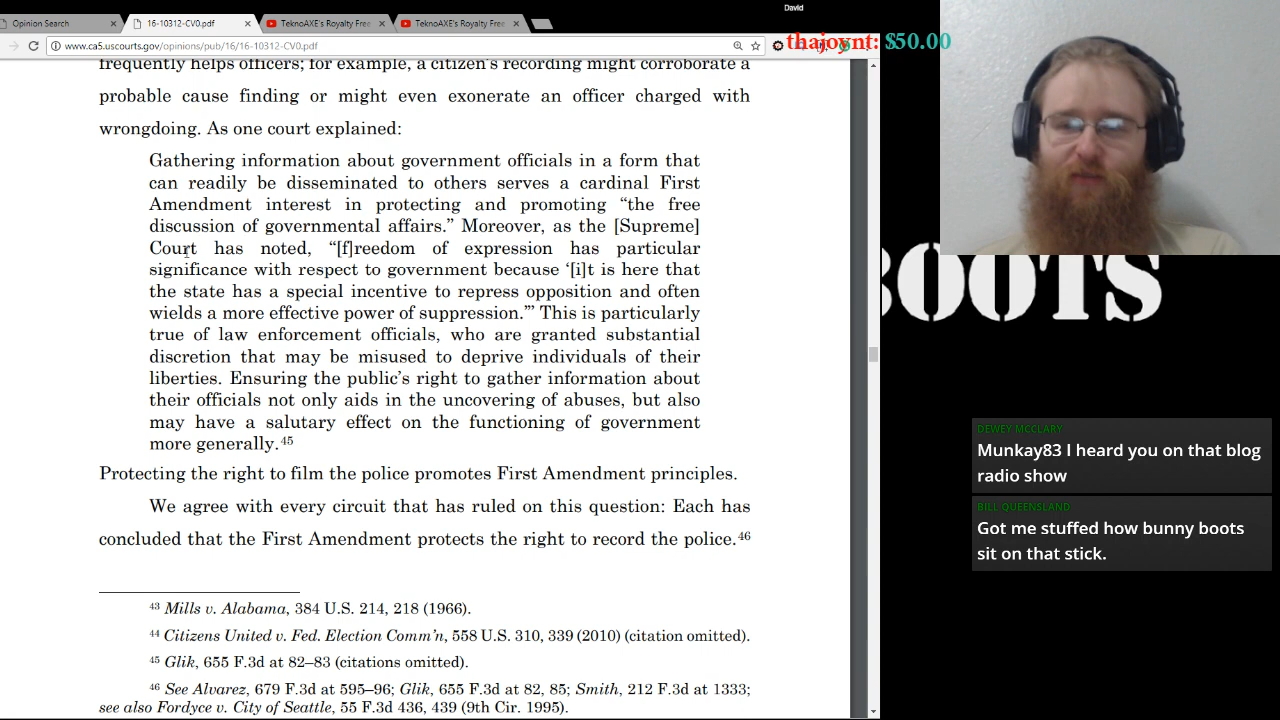 David
Opinion Search
16-10312-CV0.pdf
TeknoAXE's Royalty Free
TeknoAXE's Royalty Free
www.ca5.uscourts.gov/opinions/pub/16/16-10312-CV0.pdf
thajoynt: $50.00
frequently helps officers; for example, a citizen's recording might corroborate a
probable cause finding or might even exonerate an officer charged with
wrongdoing. As one court explained:
Gathering information about government officials in a form that
can readily be disseminated to others serves a cardinal First
Amendment interest in protecting and promoting “the free
discussion of governmental affairs.” Moreover, as the [Supreme]
Court has noted, “[f]reedom of expression has particular
significance with respect to government because ‘[i]t is here that
the state has a special incentive to repress opposition and often
wields a more effective power of suppression.’” This is particularly
true of law enforcement officials, who are granted substantial
discretion that may be misused to deprive individuals of their
liberties. Ensuring the public’s right to gather information about
their officials not only aids in the uncovering of abuses, but also
may have a salutary effect on the functioning of government
more generally.45
Protecting the right to film the police promotes First Amendment principles.
We agree with every circuit that has ruled on this question: Each has
concluded that the First Amendment protects the right to record the police.46
43 Mills v. Alabama, 384 U.S. 214, 218 (1966).
44 Citizens United v. Fed. Election Comm’n, 558 U.S. 310, 339 (2010) (citation omitted).
45 Glik, 655 F.3d at 82–83 (citations omitted).
46 See Alvarez, 679 F.3d at 595–96; Glik, 655 F.3d at 82, 85; Smith, 212 F.3d at 1333;
see also Fordyce v. City of Seattle, 55 F.3d 436, 439 (9th Cir. 1995).
BOOTS
DEWEY MCCLARY
Munkay83 I heard you on that blog
radio show
BILL QUEENSLAND
Got me stuffed how bunny boots
sit on that stick.